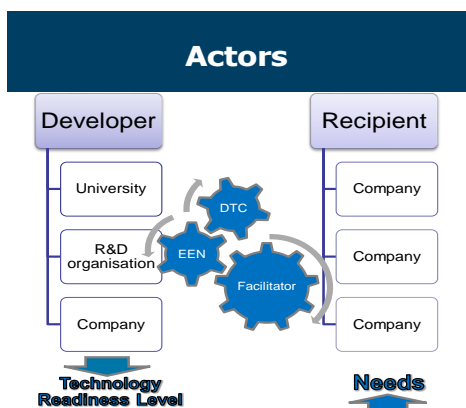 Actors
Developer
Recipient
University
R&D
organisation
Company
DTC
EEN
Facilitator
Company
Company
Company
Technology
Readiness Level
Needs